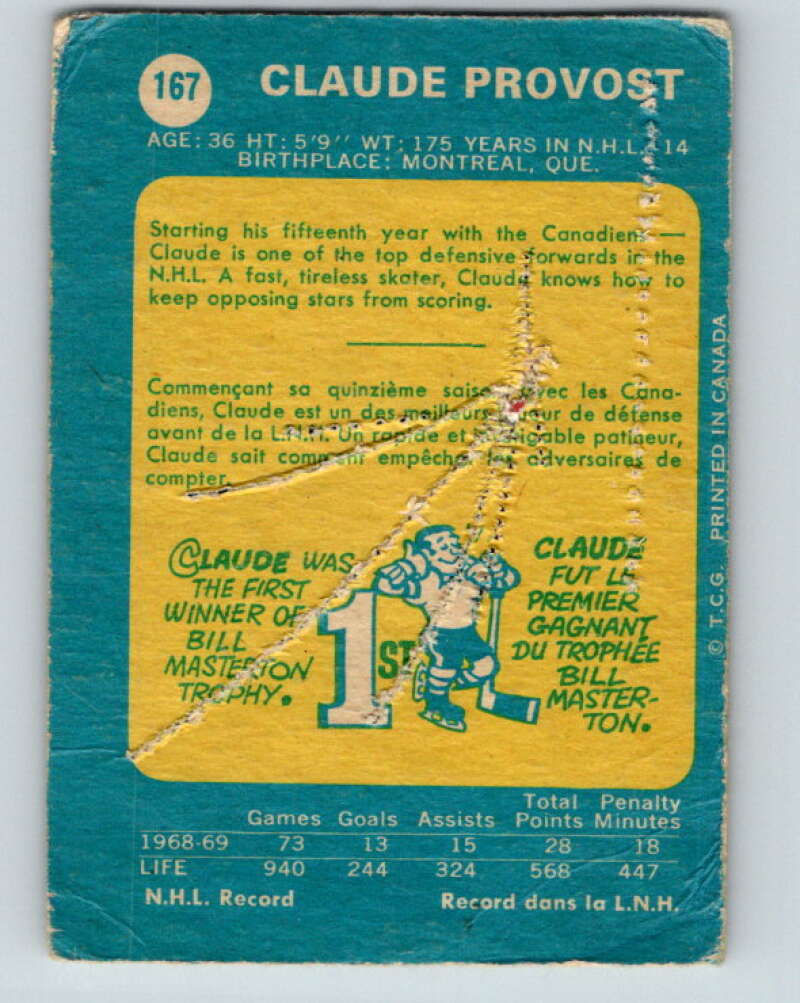 167
CLAUDE PROVOST
AGE: 36 HT: 5'9'' WT: 175 YEARS IN N.H.L. 14
BIRTHPLACE: MONTREAL, QUE.
Starting his fifteenth year with the Canadiens —
Claude is one of the top defensive forwards in the
N.H.L. A fast, tireless skater, Claude knows how to
keep opposing stars from scoring.
Commençant sa quinzième saison avec les Cana-
diens, Claude est un des meilleurs joueur de défense
avant de la L.N.H. Un rapide et infatigable patineur,
Claude sait comment empêcher les adversaires de
compter.
CLAUDE WAS
THE FIRST
WINNER OF
BILL
MASTERTON
TROPHY.
1ST
CLAUDE
FUT LE
PREMIER
GAGNANT
DU TROPHÉE
BILL
MASTER-
TON.
© T.C.G. PRINTED IN CANADA
Games Goals Assists Total Points Penalty Minutes
1968-69 73 13 15 28 18
LIFE 940 244 324 568 447
N.H.L. Record Record dans la L.N.H.